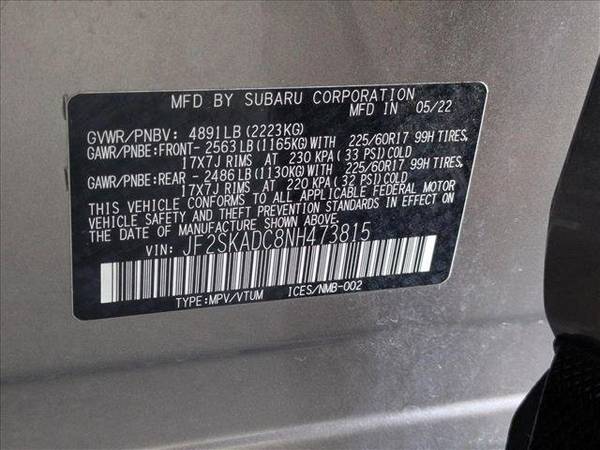 MFD BY SUBARU CORPORATION
MFD IN 05/22
GVWR/PNBV: 4891LB(2223KG)
GAWR/PNBE:FRONT- 2563LB(1165KG)WITH 225/60R17 99H TIRES,
17X7J RIMS AT 230 KPA(33 PSI)COLD
GAWR/PNBE:REAR - 2486LB(1130KG)WITH 225/60R17 99H TIRES,
17X7J RIMS AT 220 KPA(32 PSI)COLD
THIS VEHICLE CONFORMS TO ALL APPLICABLE FEDERAL MOTOR
VEHICLE SAFETY AND THEFT PREVENTION STANDARDS IN EFFECT ON
THE DATE OF MANUFACTURE SHOWN ABOVE.
VIN: JF2SKADC8NH473815
TYPE:MPV/VTUM ICES/NMB-002